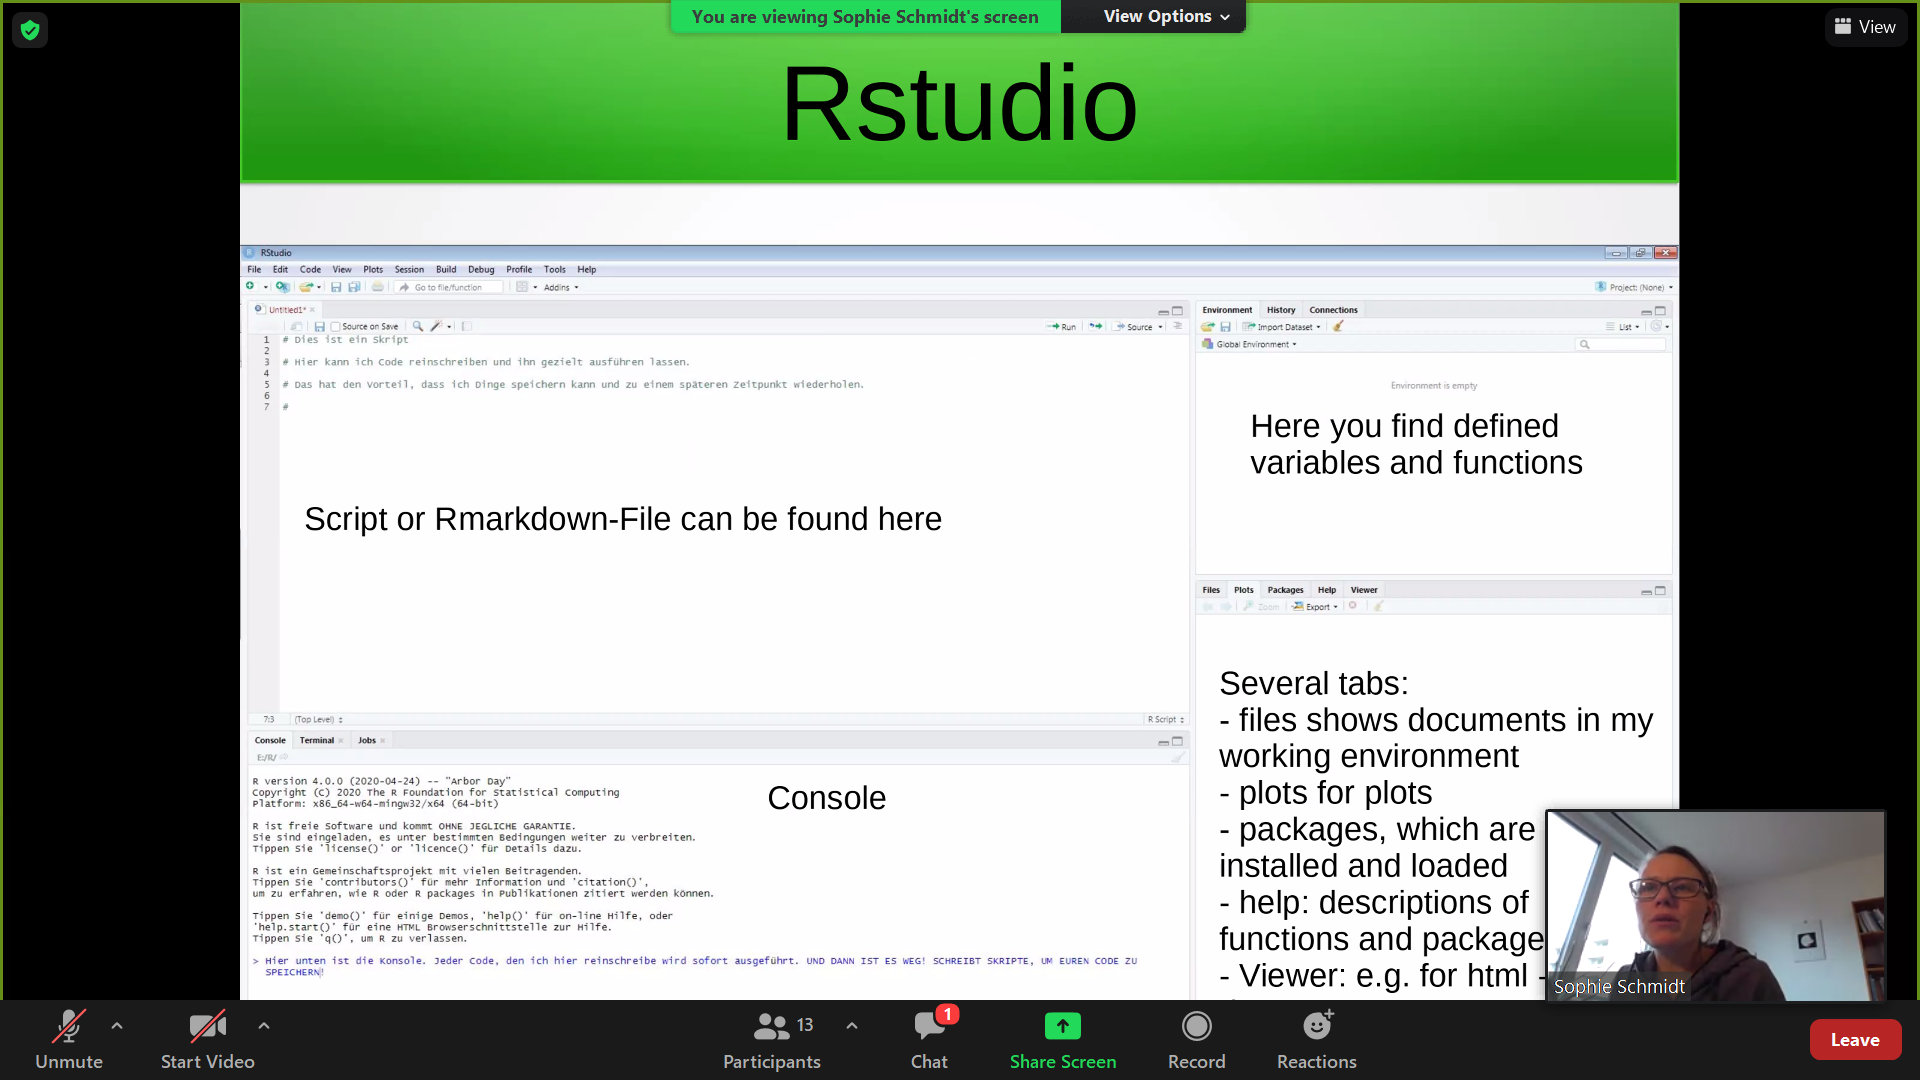 You are viewing Sophie Schmidt's screen
View Options
View
Rstudio
RStudio
File Edit Code View Plots Session Build Debug Profile Tools Help
Go to file/function
Addins
Project: (None)
Untitled1*
Source on Save
Run
Source
1 # Dies ist ein Skript
2
3 # Hier kann ich Code reinschreiben und ihn gezielt ausführen lassen.
4
5 # Das hat den Vorteil, dass ich Dinge speichern kann und zu einem späteren Zeitpunkt wiederholen.
6
7 #
Script or Rmarkdown-File can be found here
7:3 (Top Level)
R Script
Environment History Connections
Import Dataset
List
Global Environment
Environment is empty
Here you find defined
variables and functions
Files Plots Packages Help Viewer
Zoom Export
Several tabs:
- files shows documents in my
working environment
- plots for plots
- packages, which are
installed and loaded
- help: descriptions of
functions and package
- Viewer: e.g. for html -
Console Terminal Jobs
E:/R/
Console
R version 4.0.0 (2020-04-24) -- "Arbor Day"
Copyright (C) 2020 The R Foundation for Statistical Computing
Platform: x86_64-w64-mingw32/x64 (64-bit)
R ist freie Software und kommt OHNE JEGLICHE GARANTIE.
Sie sind eingeladen, es unter bestimmten Bedingungen weiter zu verbreiten.
Tippen Sie 'license()' or 'licence()' für Details dazu.
R ist ein Gemeinschaftsprojekt mit vielen Beitragenden.
Tippen Sie 'contributors()' für mehr Information und 'citation()',
um zu erfahren, wie R oder R packages in Publikationen zitiert werden können.
Tippen Sie 'demo()' für einige Demos, 'help()' für on-line Hilfe, oder
'help.start()' für eine HTML Browserschnittstelle zur Hilfe.
Tippen Sie 'q()', um R zu verlassen.
> Hier unten ist die Konsole. Jeder Code, den ich hier reinschreibe wird sofort ausgeführt. UND DANN IST ES WEG! SCHREIBT SKRIPTE, UM EUREN CODE ZU
SPEICHERN!
Sophie Schmidt
Unmute
Start Video
13
Participants
1
Chat
Share Screen
Record
Reactions
Leave